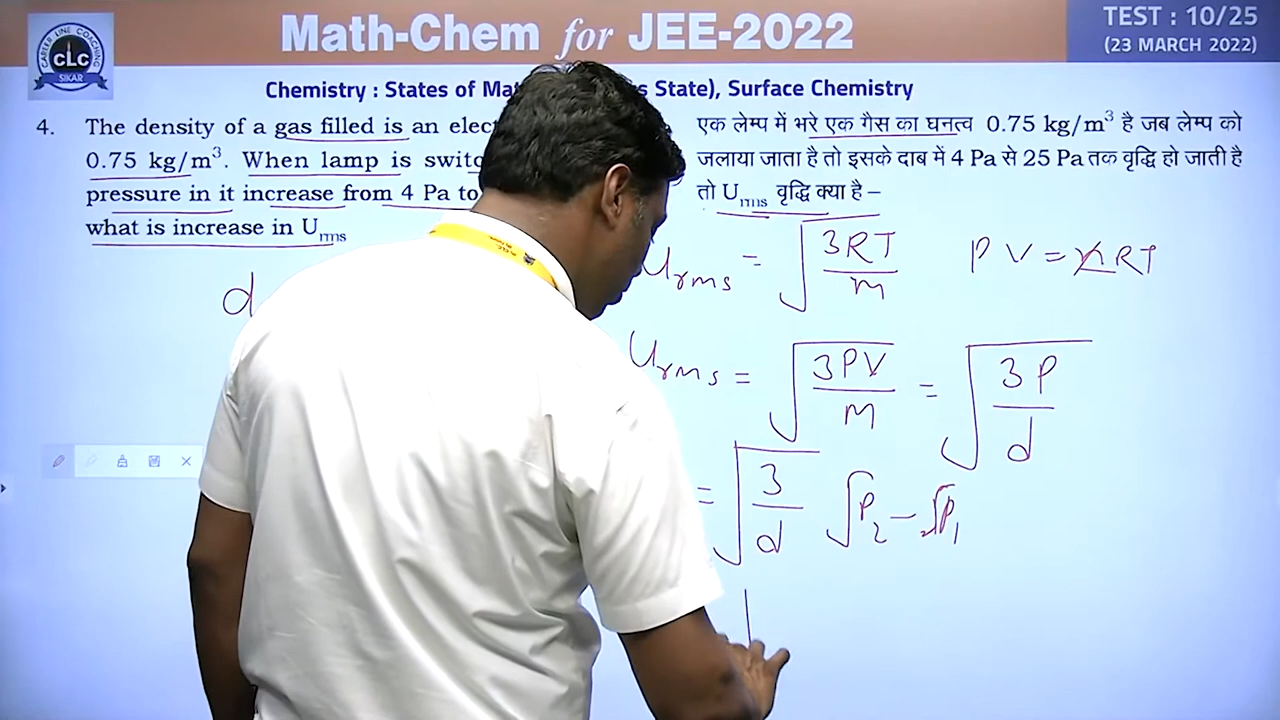 Math-Chem for JEE-2022
TEST : 10/25
(23 MARCH 2022)
CAREER LINE COACHING
CLC
SIKAR
Chemistry : States of State), Surface Chemistry
4. The density of a gas filled is an
0.75 kg/m³. When lamp is
pressure in it increase from 4 Pa to
what is increase in Urms
एक लेम्प में भरे एक गैस का घनत्व 0.75 kg/m³ है जब लेम्प को
जलाया जाता है तो इसके दाब में 4 Pa से 25 Pa तक वृद्धि हो जाती है
तो Urms वृद्धि क्या है –
d
Urms = √3RT/m PV = nRT
Urms = √3PV/m = √3P/d
= √3/d √P₂ – √P₁